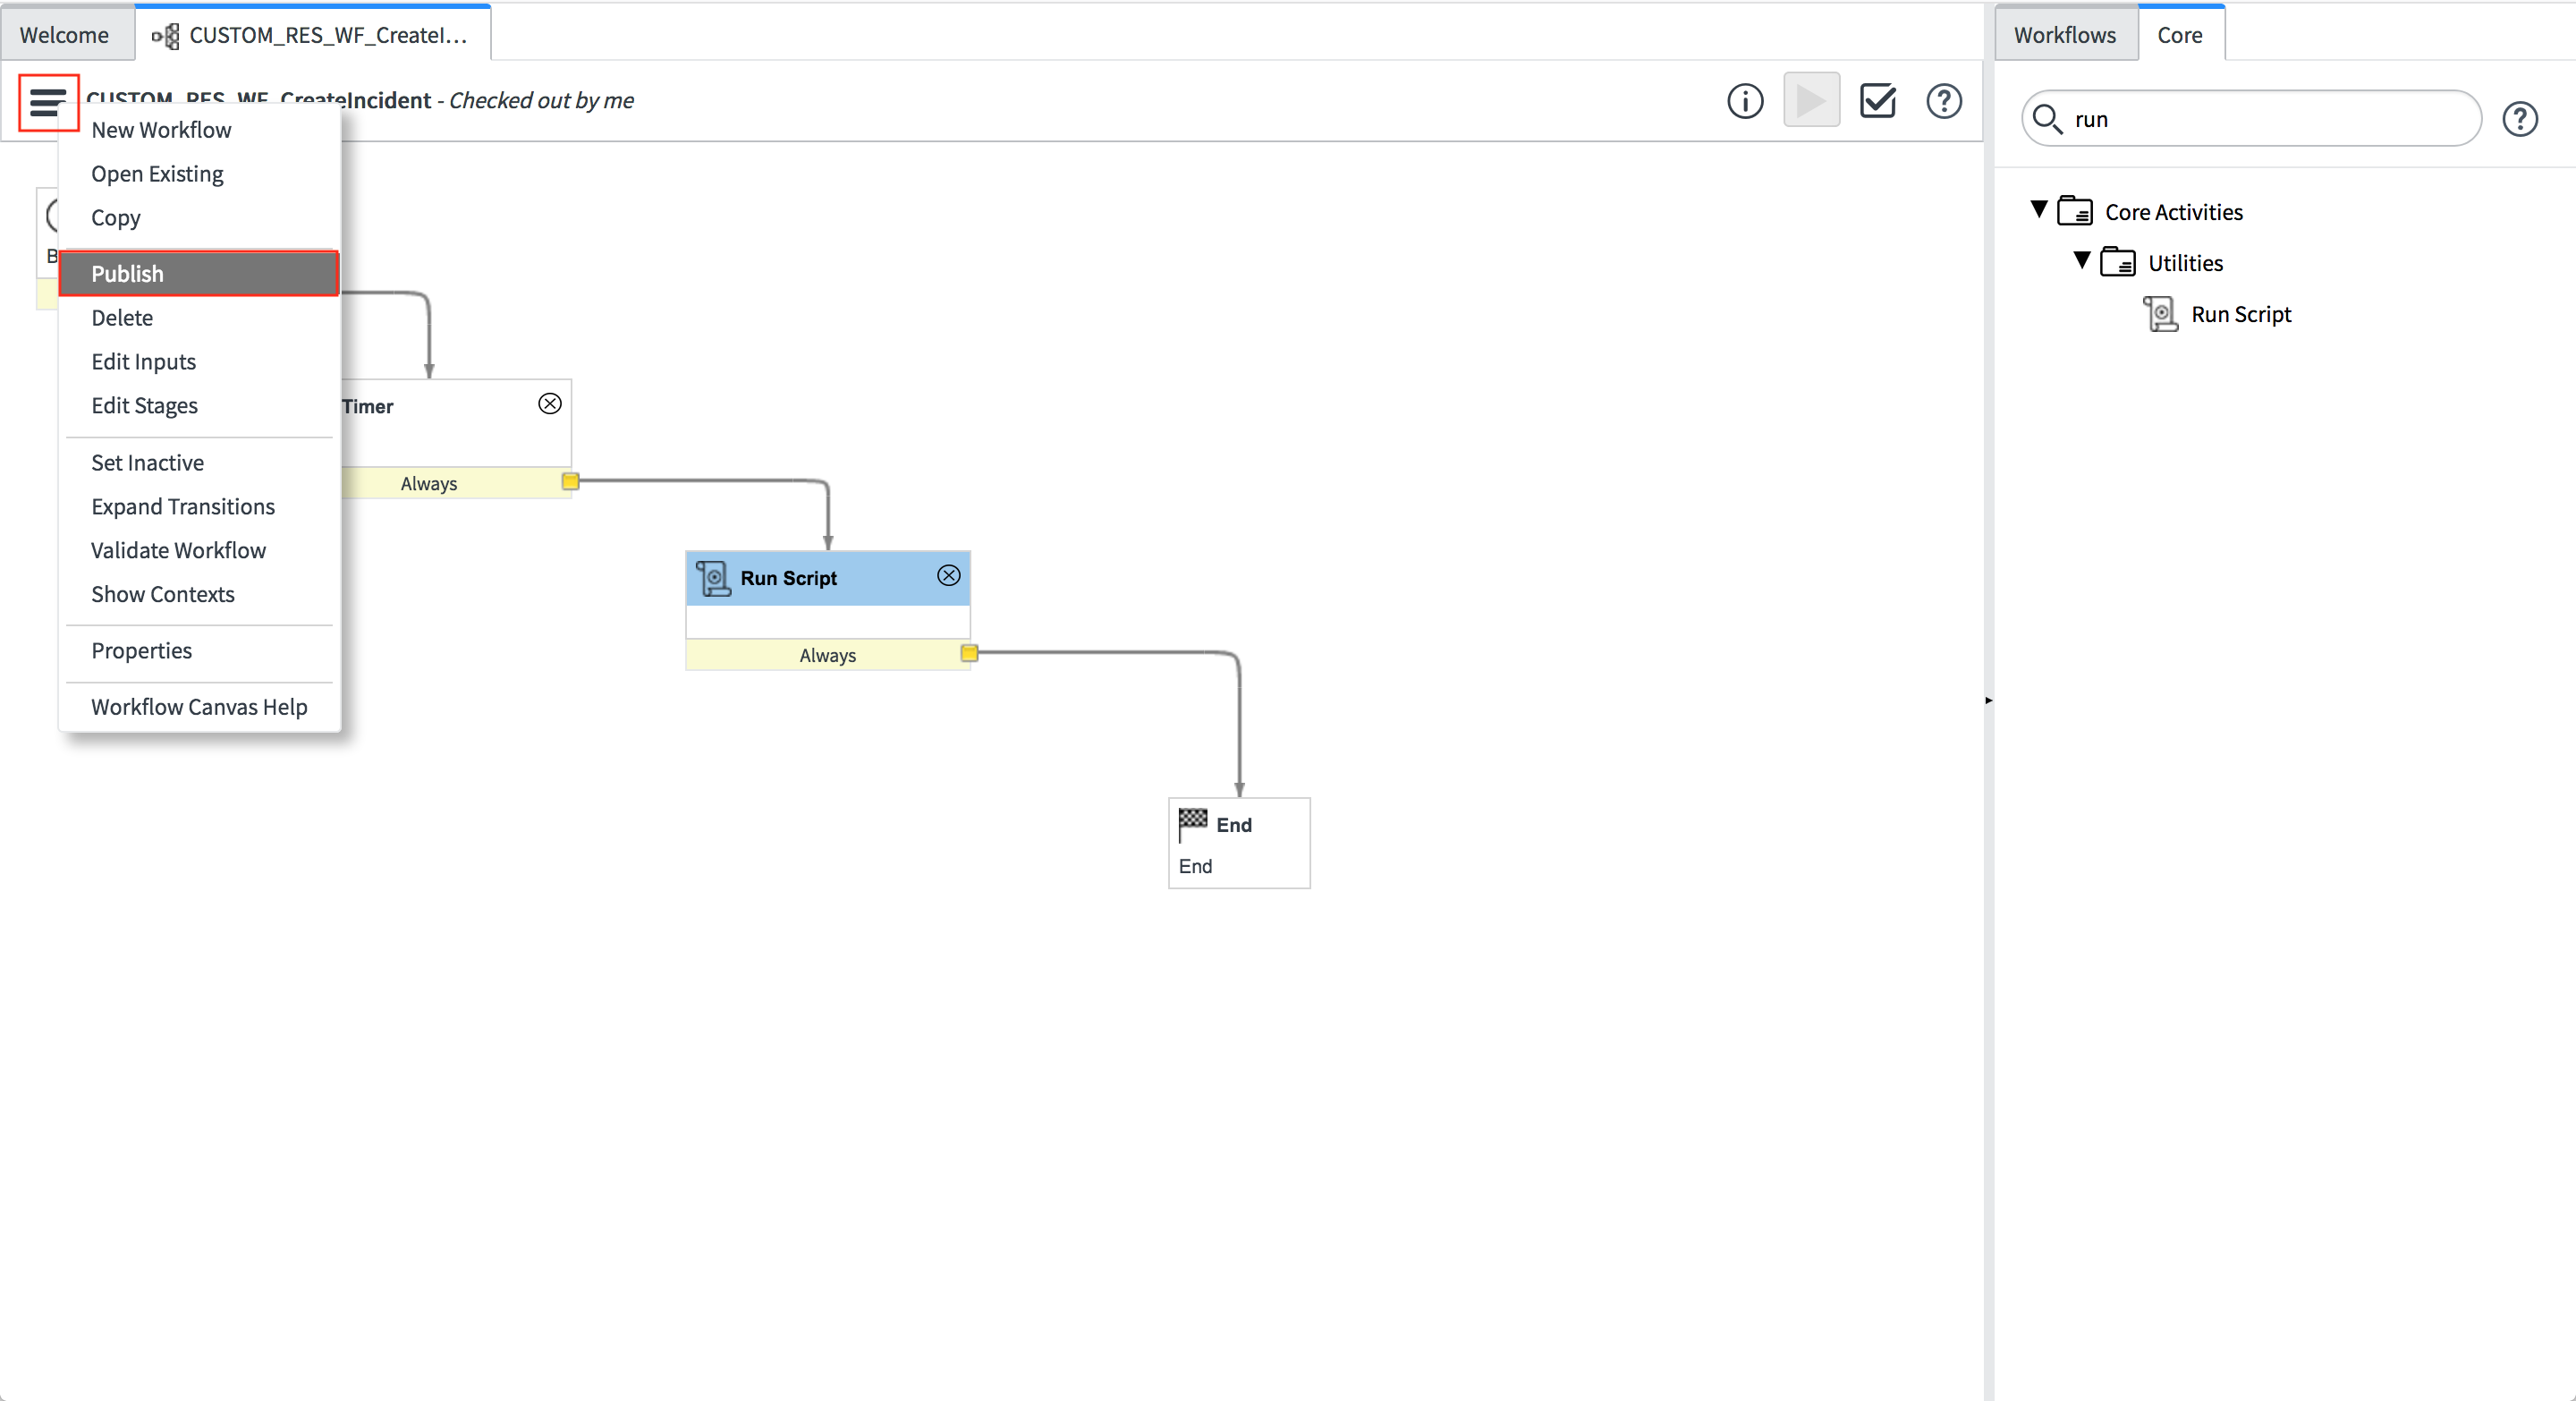 Welcome
CUSTOM_RES_WF_CreateI...
Workflows
Core
CUSTOM_RES_WF_CreateIncident - Checked out by me
run
New Workflow
Open Existing
Copy
Publish
Delete
Edit Inputs
Edit Stages
Set Inactive
Expand Transitions
Validate Workflow
Show Contexts
Properties
Workflow Canvas Help
B
Timer
Always
Run Script
Always
End
End
Core Activities
Utilities
Run Script